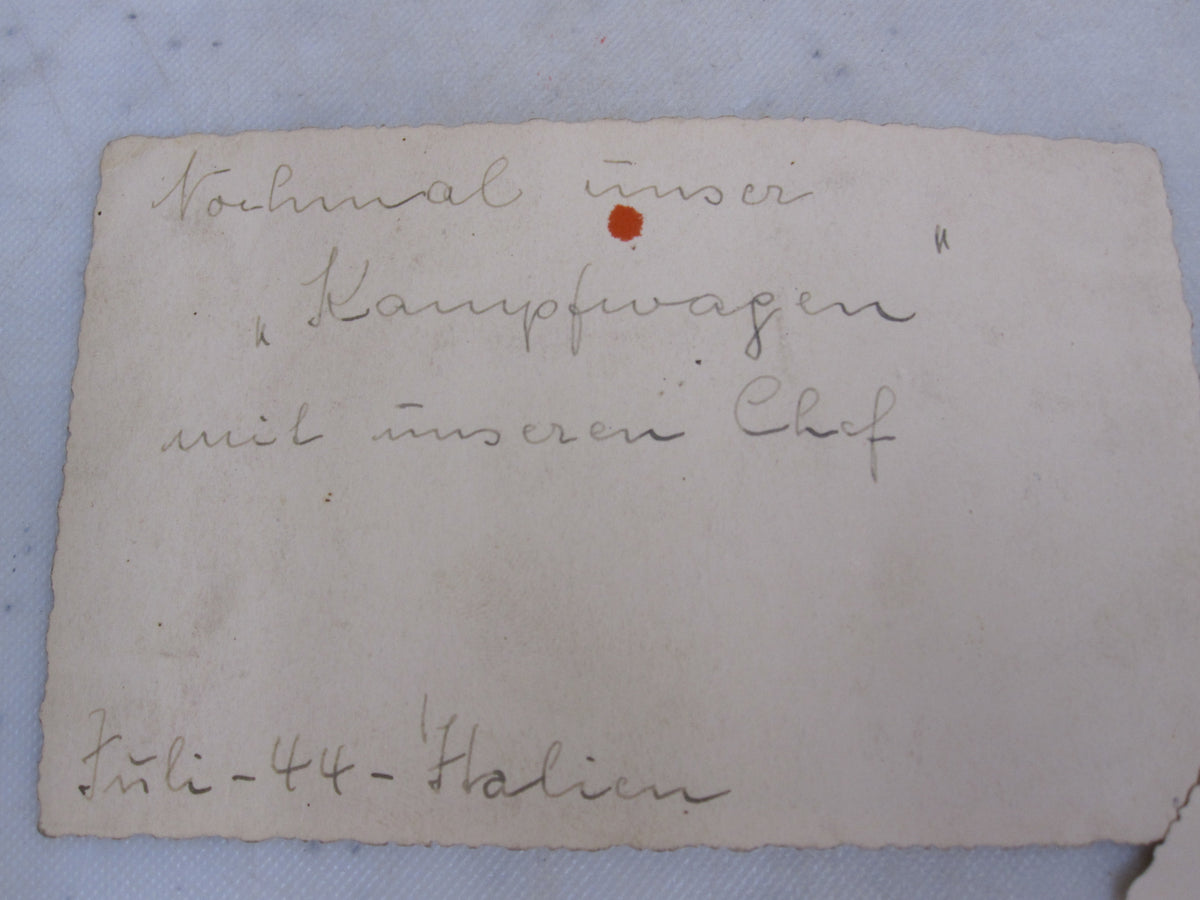 Nochmal unser
„Kampfwagen"
mit unseren Chef
Juli - 44 - Italien